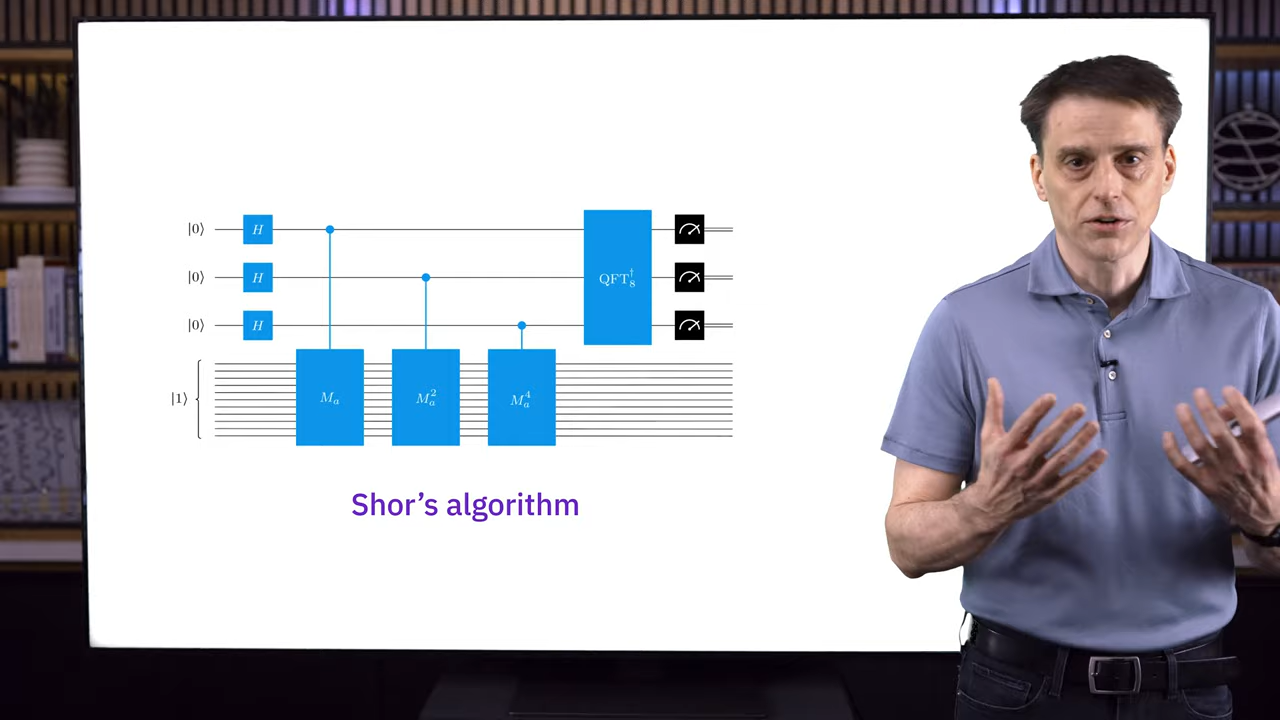 |0⟩ H
|0⟩ H QFT₈†
|0⟩ H
|1⟩ Mₐ Mₐ² Mₐ⁴
Shor’s algorithm